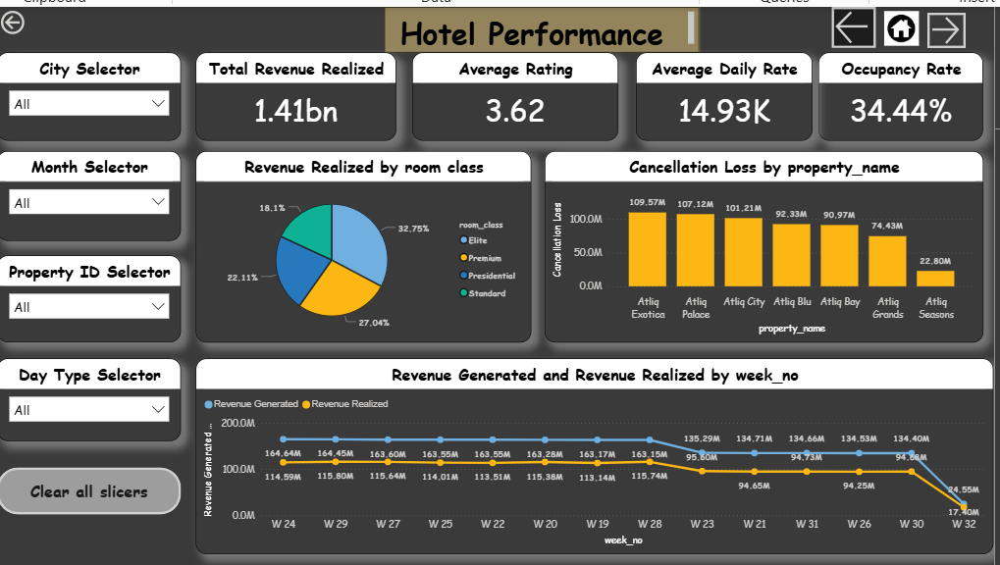 Clipboard Data Queries Insert
Hotel Performance
City Selector
All
Month Selector
All
Property ID Selector
All
Day Type Selector
All
Clear all slicers
Total Revenue Realized
1.41bn
Average Rating
3.62
Average Daily Rate
14.93K
Occupancy Rate
34.44%
Revenue Realized by room class
18,1%
32,75%
22,11%
27,04%
room_class
Elite
Premium
Presidential
Standard
Cancellation Loss by property_name
Cancellation Loss
100.0M
50.0M
0.0M
109,57M
107,12M
101,21M
92,33M
90,97M
74,43M
22,80M
Atliq Exotica
Atliq Palace
Atliq City
Atliq Blu
Atliq Bay
Atliq Grands
Atliq Seasons
property_name
Revenue Generated and Revenue Realized by week_no
Revenue Generated Revenue Realized
Revenue Generated ...
200.0M
100.0M
0.0M
164,64M 164,45M 163,60M 163,55M 163,55M 163,28M 163,17M 163,15M 135,29M 134,71M 134,66M 134,53M 134,40M 24,55M
114,59M 115,80M 115,64M 114,01M 113,51M 115,38M 113,14M 115,74M 95,60M 94,65M 94,73M 94,25M 94,68M 17,40M
W 24 W 29 W 27 W 25 W 22 W 20 W 19 W 28 W 23 W 21 W 31 W 26 W 30 W 32
week_no